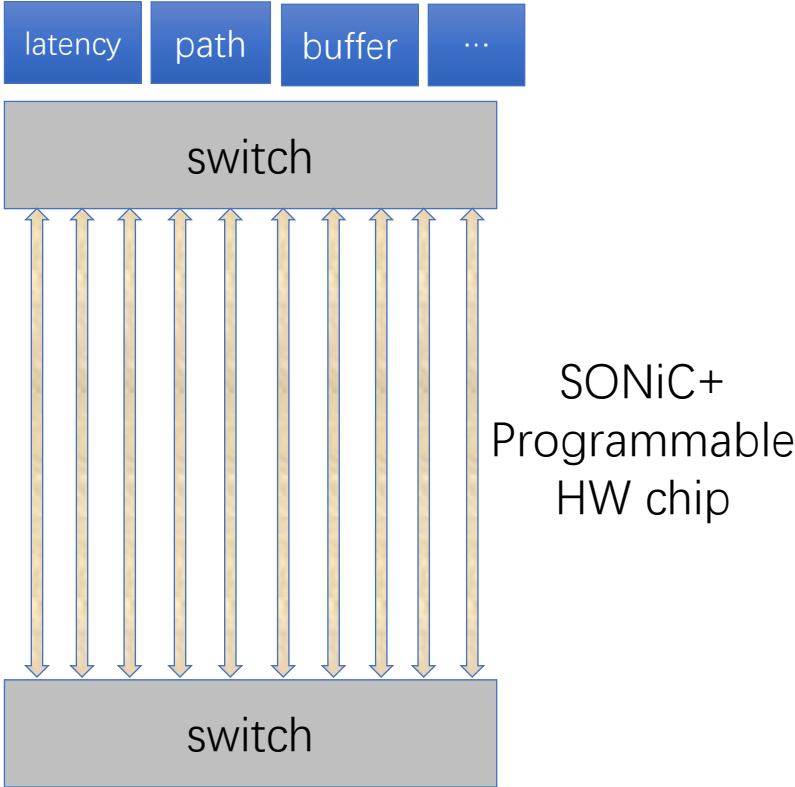 latency path buffer ...
switch
SONiC+
Programmable
HW chip
switch